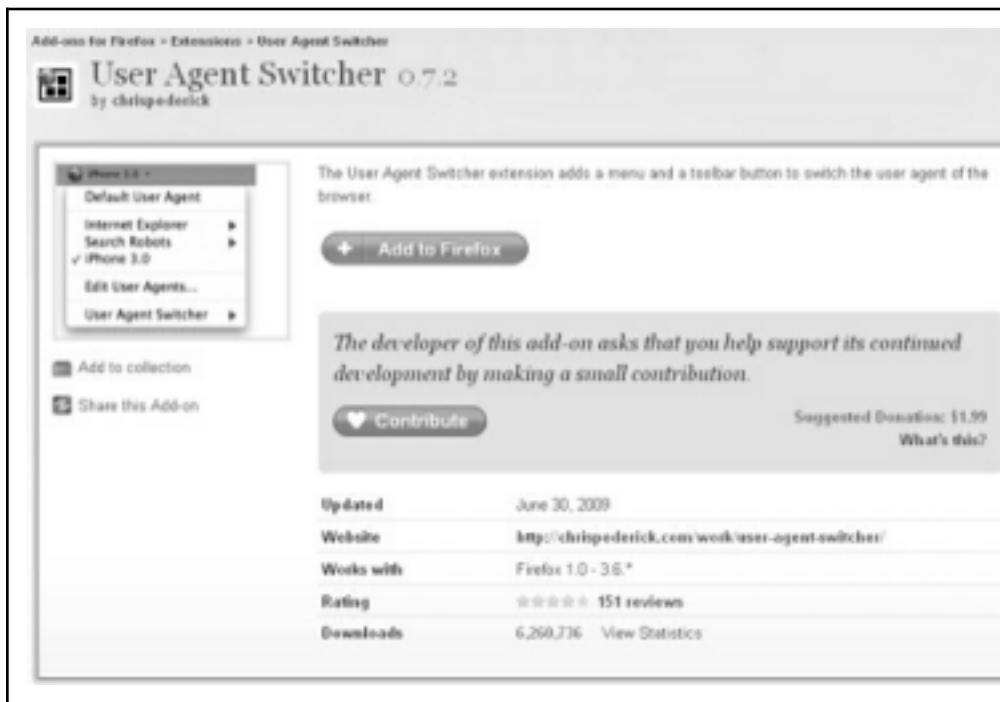 Add-ons for Firefox » Extensions » User Agent Switcher
User Agent Switcher 0.7.2
by chrispederick
iPhone 3.0
Default User Agent
Internet Explorer
Search Robots
✓ iPhone 3.0
Edit User Agents...
User Agent Switcher
Add to collection
Share this Add-on
The User Agent Switcher extension adds a menu and a toolbar button to switch the user agent of the
browser.
Add to Firefox
The developer of this add-on asks that you help support its continued
development by making a small contribution.
Contribute
Suggested Donation: $1.99
What's this?
Updated June 30, 2009
Website http://chrispederick.com/work/user-agent-switcher/
Works with Firefox 1.0 - 3.6.*
Rating 151 reviews
Downloads 6,260,736 View Statistics